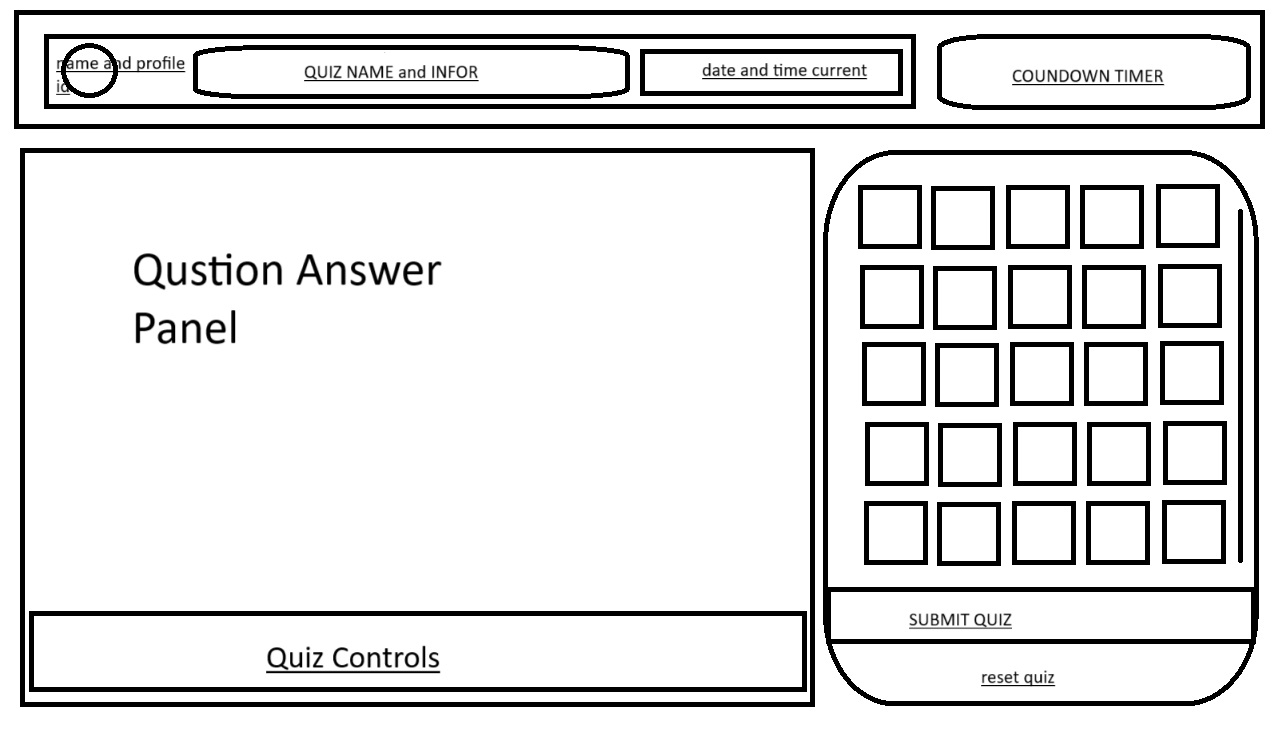 name and profile
id
QUIZ NAME and INFOR
date and time current
COUNDOWN TIMER
Qustion Answer
Panel
Quiz Controls
SUBMIT QUIZ
reset quiz